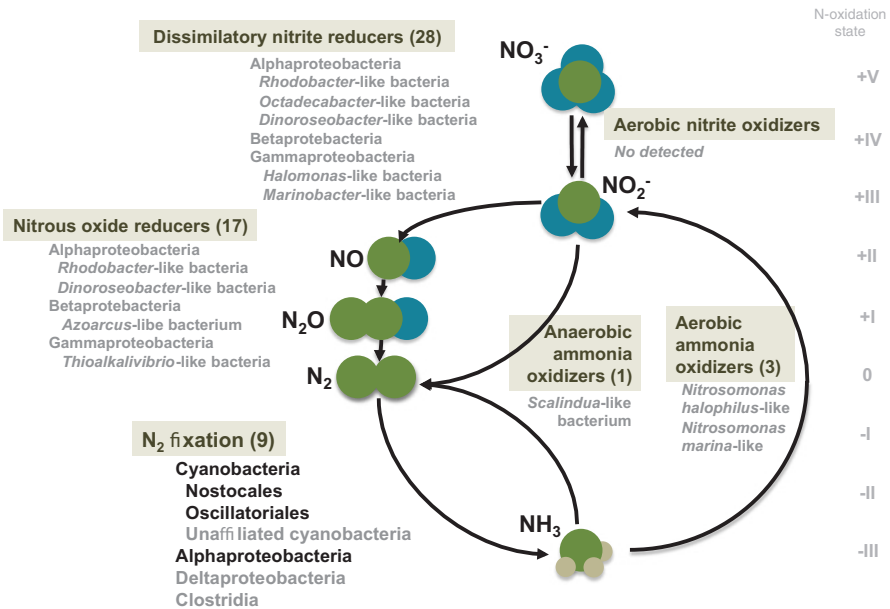 N-oxidation
state
Dissimilatory nitrite reducers (28)
Alphaproteobacteria
Rhodobacter-like bacteria
Octadecabacter-like bacteria
Dinoroseobacter-like bacteria
Betaprotebacteria
Gammaproteobacteria
Halomonas-like bacteria
Marinobacter-like bacteria
NO3-
+V
Aerobic nitrite oxidizers
No detected
+IV
NO2-
+III
Nitrous oxide reducers (17)
Alphaproteobacteria
Rhodobacter-like bacteria
Dinoroseobacter-like bacteria
Betaprotebacteria
Azoarcus-like bacterium
Gammaproteobacteria
Thioalkalivibrio-like bacteria
NO
+II
N2O
+I
N2
0
Anaerobic
ammonia
oxidizers (1)
Scalindua-like
bacterium
Aerobic
ammonia
oxidizers (3)
Nitrosomonas
halophilus-like
Nitrosomonas
marina-like
-I
N2 fixation (9)
Cyanobacteria
Nostocales
Oscillatoriales
Unaffiliated cyanobacteria
Alphaproteobacteria
Deltaproteobacteria
Clostridia
-II
NH3
-III